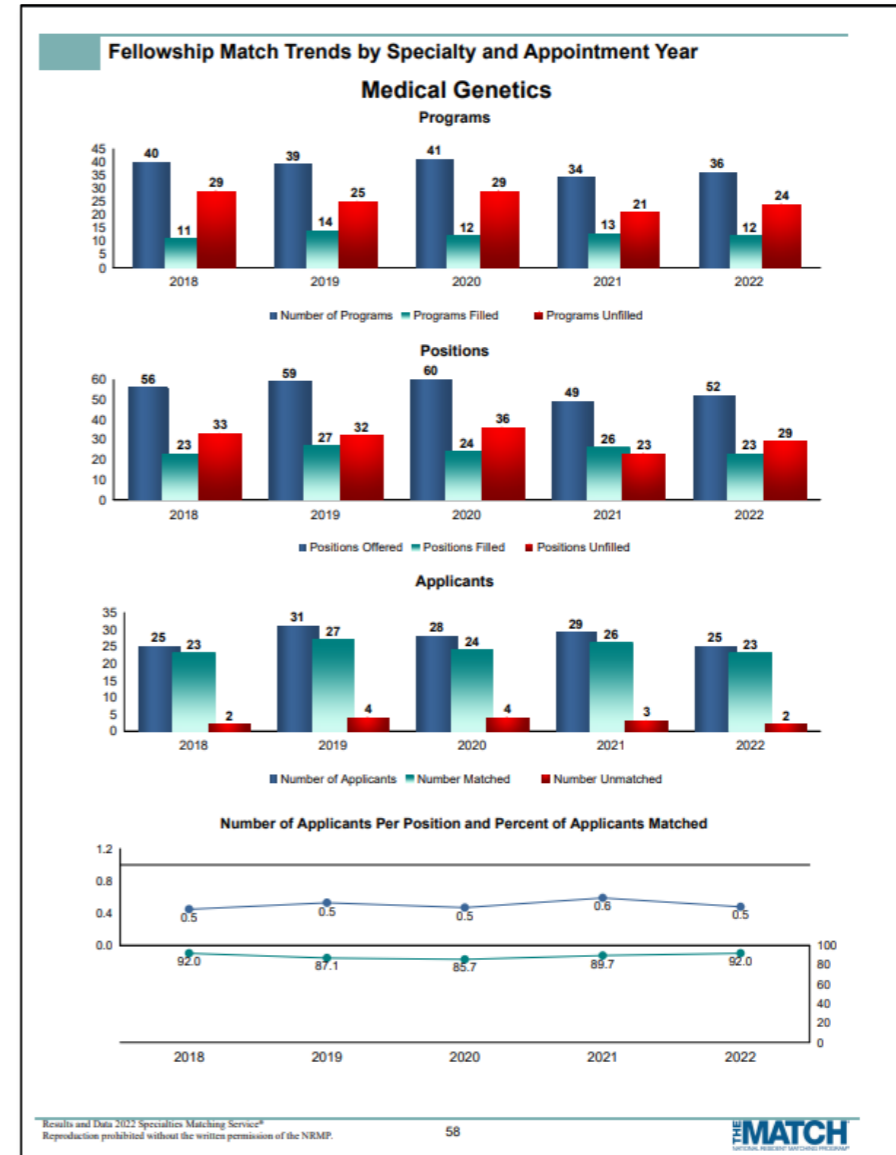 Fellowship Match Trends by Specialty and Appointment Year
Medical Genetics
Programs
45
40
35
30
25
20
15
10
5
0
40 11 29
39 14 25
41 12 29
34 13 21
36 12 24
2018 2019 2020 2021 2022
Number of Programs Programs Filled Programs Unfilled
Positions
60
50
40
30
20
10
0
56 23 33
59 27 32
60 24 36
49 26 23
52 23 29
2018 2019 2020 2021 2022
Positions Offered Positions Filled Positions Unfilled
Applicants
35
30
25
20
15
10
5
0
25 23 2
31 27 4
28 24 4
29 26 3
25 23 2
2018 2019 2020 2021 2022
Number of Applicants Number Matched Number Unmatched
Number of Applicants Per Position and Percent of Applicants Matched
1.2
0.8
0.4
0.0
0.5 0.5 0.5 0.6 0.5
92.0 87.1 85.7 89.7 92.0
100
80
60
40
20
0
2018 2019 2020 2021 2022
Results and Data 2022 Specialties Matching Service®
Reproduction prohibited without the written permission of the NRMP.
58
THE MATCH
NATIONAL RESIDENT MATCHING PROGRAM®